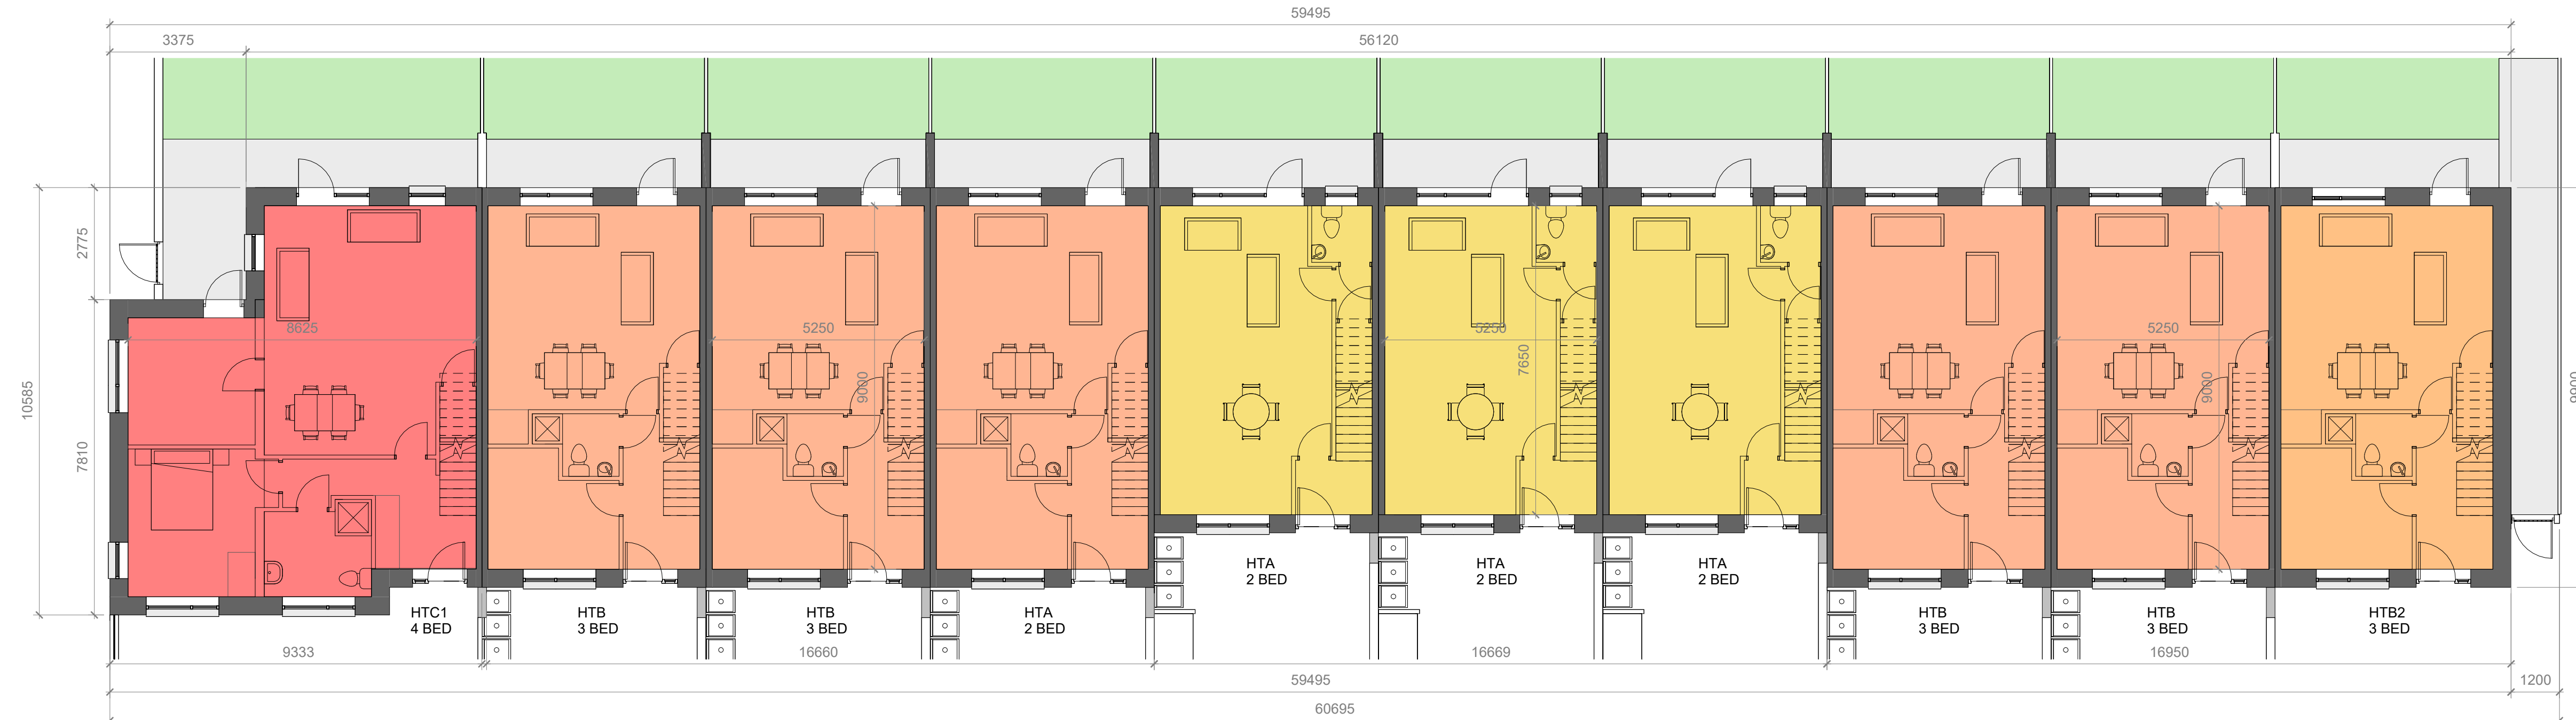 59495
3375
56120
2775
10585
7810
8625
5250
9000
5250
7650
5250
9000
9900
HTC1
4 BED
HTB
3 BED
HTB
3 BED
HTA
2 BED
HTA
2 BED
HTA
2 BED
HTA
2 BED
HTB
3 BED
HTB
3 BED
HTB2
3 BED
9333
16660
16669
16950
59495
1200
60695